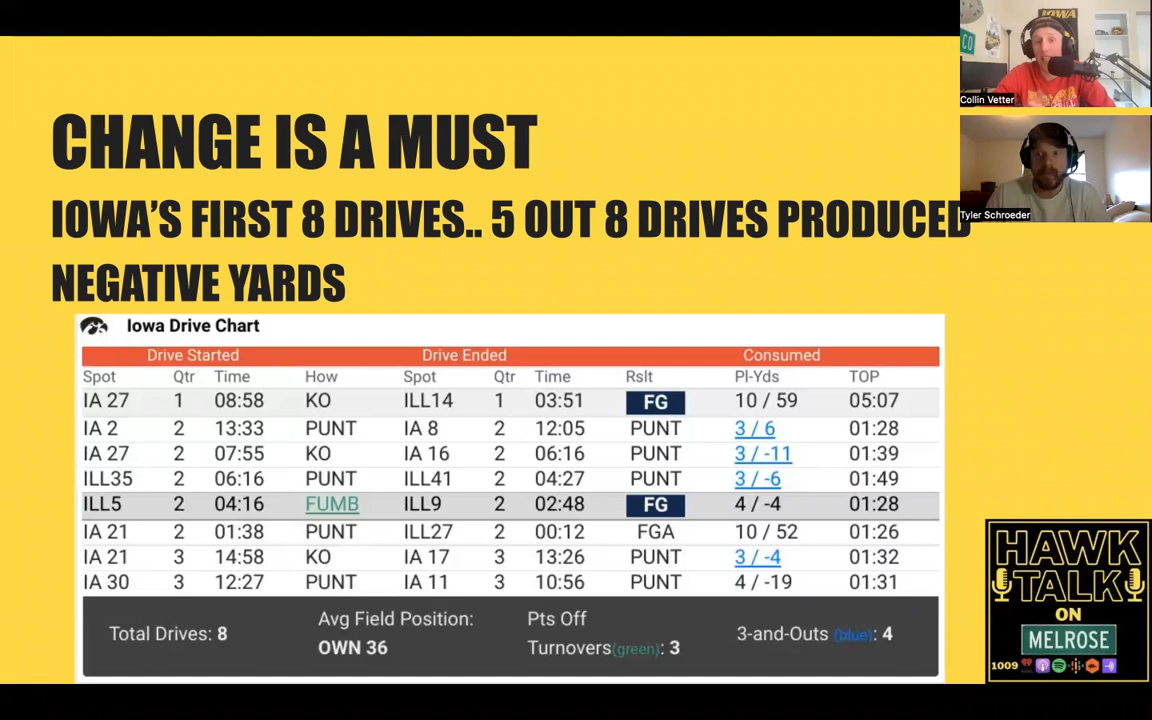 IOWA
CO
Collin Vetter
CHANGE IS A MUST
IOWA'S FIRST 8 DRIVES.. 5 OUT 8 DRIVES PRODUCED
Tyler Schroeder
NEGATIVE YARDS
Iowa Drive Chart
Drive Started Drive Ended Consumed
Spot Qtr Time How Spot Qtr Time Rslt Pl-Yds TOP
IA 27 1 08:58 KO ILL14 1 03:51 FG 10 / 59 05:07
IA 2 2 13:33 PUNT IA 8 2 12:05 PUNT 3 / 6 01:28
IA 27 2 07:55 KO IA 16 2 06:16 PUNT 3 / -11 01:39
ILL35 2 06:16 PUNT ILL41 2 04:27 PUNT 3 / -6 01:49
ILL5 2 04:16 FUMB ILL9 2 02:48 FG 4 / -4 01:28
IA 21 2 01:38 PUNT ILL27 2 00:12 FGA 10 / 52 01:26
IA 21 3 14:58 KO IA 17 3 13:26 PUNT 3 / -4 01:32
IA 30 3 12:27 PUNT IA 11 3 10:56 PUNT 4 / -19 01:31
Total Drives: 8
Avg Field Position:
OWN 36
Pts Off
Turnovers(green): 3
3-and-Outs (blue): 4
HAWK
TALK
ON
MELROSE
1009